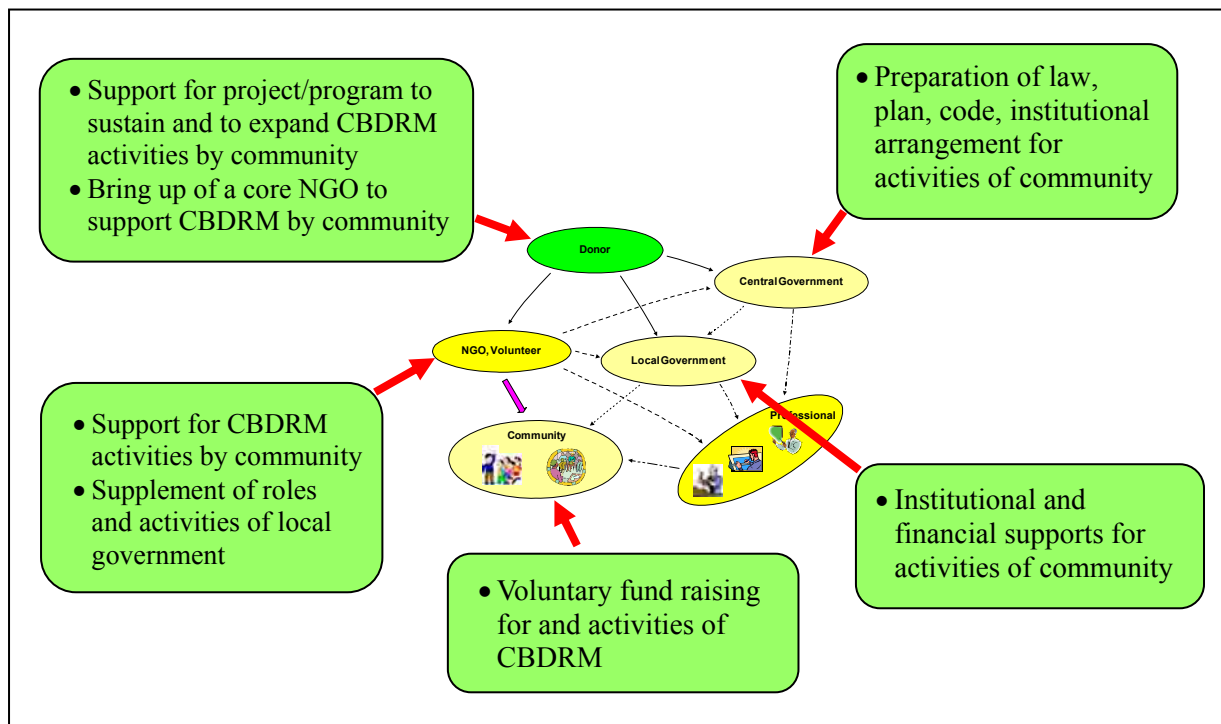 • Support for project/program to
sustain and to expand CBDRM
activities by community
• Bring up of a core NGO to
support CBDRM by community
• Preparation of law,
plan, code, institutional
arrangement for
activities of community
Donor
Central Government
NGO, Volunteer
Local Government
Professional
Community
• Support for CBDRM
activities by community
• Supplement of roles
and activities of local
government
• Institutional and
financial supports for
activities of community
• Voluntary fund raising
for and activities of
CBDRM